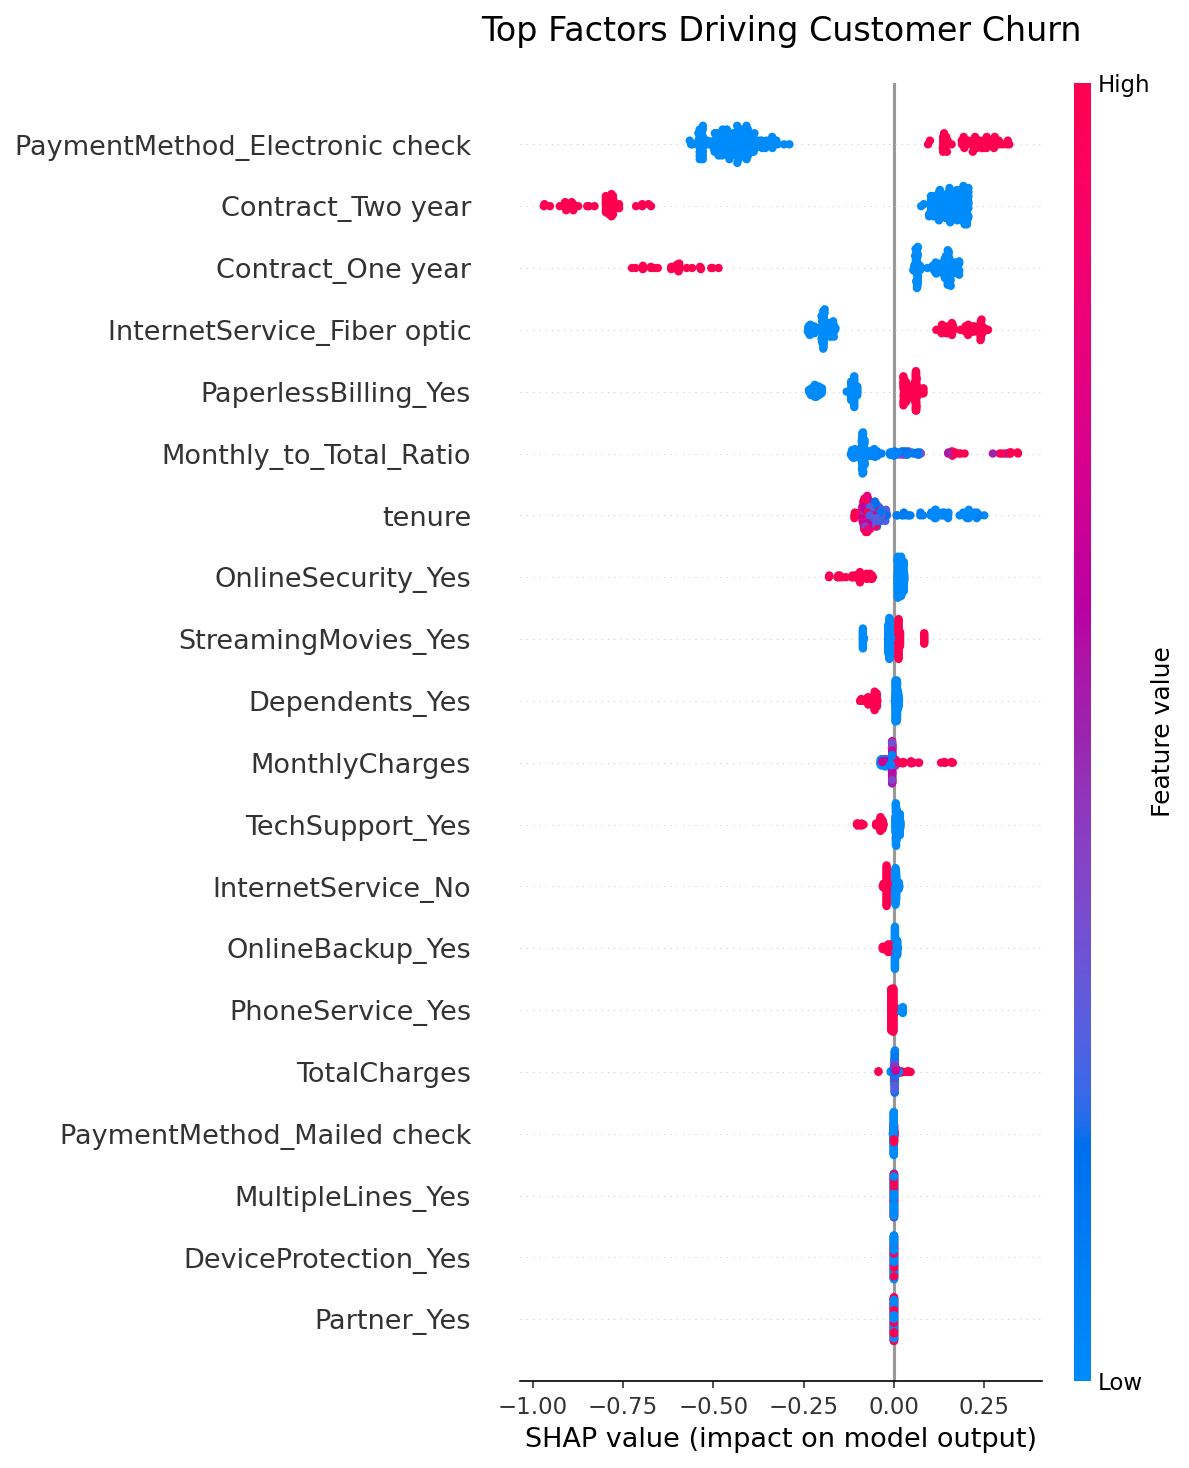 Top Factors Driving Customer Churn
High
PaymentMethod_Electronic check
Contract_Two year
Contract_One year
InternetService_Fiber optic
PaperlessBilling_Yes
Monthly_to_Total_Ratio
tenure
OnlineSecurity_Yes
StreamingMovies_Yes
Dependents_Yes
MonthlyCharges
TechSupport_Yes
InternetService_No
OnlineBackup_Yes
PhoneService_Yes
TotalCharges
PaymentMethod_Mailed check
MultipleLines_Yes
DeviceProtection_Yes
Partner_Yes
Feature value
Low
−1.00 −0.75 −0.50 −0.25 0.00 0.25
SHAP value (impact on model output)